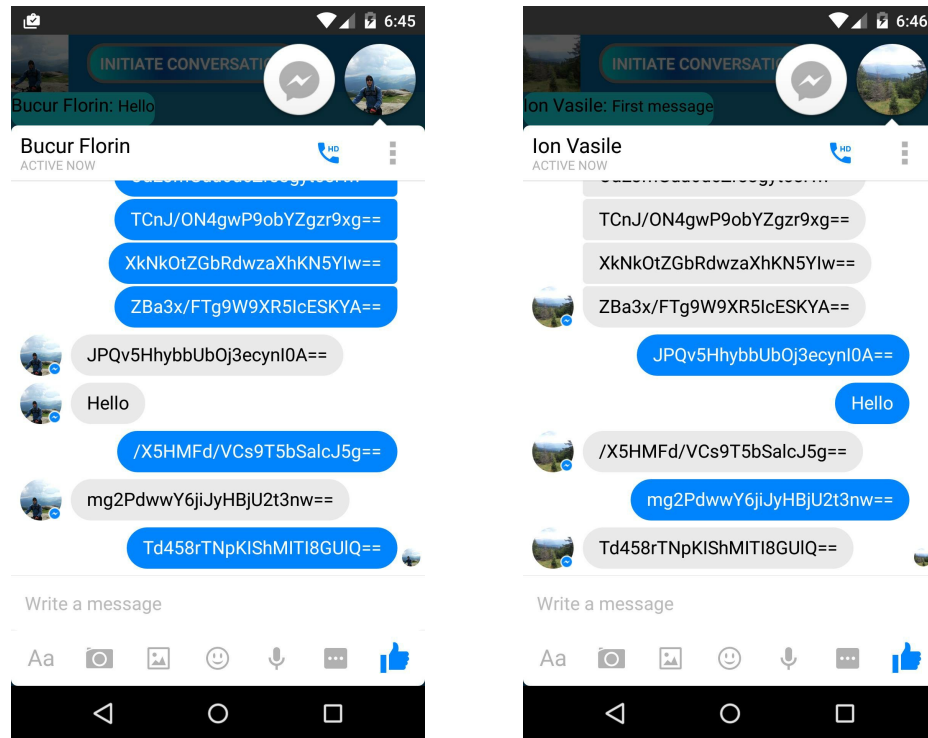 6:45
INITIATE CONVERSATI
Bucur Florin: Hello
Bucur Florin
HD
ACTIVE NOW
TCnJ/ON4gwP9obYZgzr9xg==
XkNkOtZGbRdwzaXhKN5YIw==
ZBa3x/FTg9W9XR5IcESKYA==
JPQv5HhybbUbOj3ecynI0A==
Hello
/X5HMFd/VCs9T5bSalcJ5g==
mg2PdwwY6jiJyHBjU2t3nw==
Td458rTNpKIShMITI8GUlQ==
Write a message
Aa
6:46
INITIATE CONVERSATI
Ion Vasile: First message
Ion Vasile
HD
ACTIVE NOW
TCnJ/ON4gwP9obYZgzr9xg==
XkNkOtZGbRdwzaXhKN5YIw==
ZBa3x/FTg9W9XR5IcESKYA==
JPQv5HhybbUbOj3ecynI0A==
Hello
/X5HMFd/VCs9T5bSalcJ5g==
mg2PdwwY6jiJyHBjU2t3nw==
Td458rTNpKIShMITI8GUlQ==
Write a message
Aa